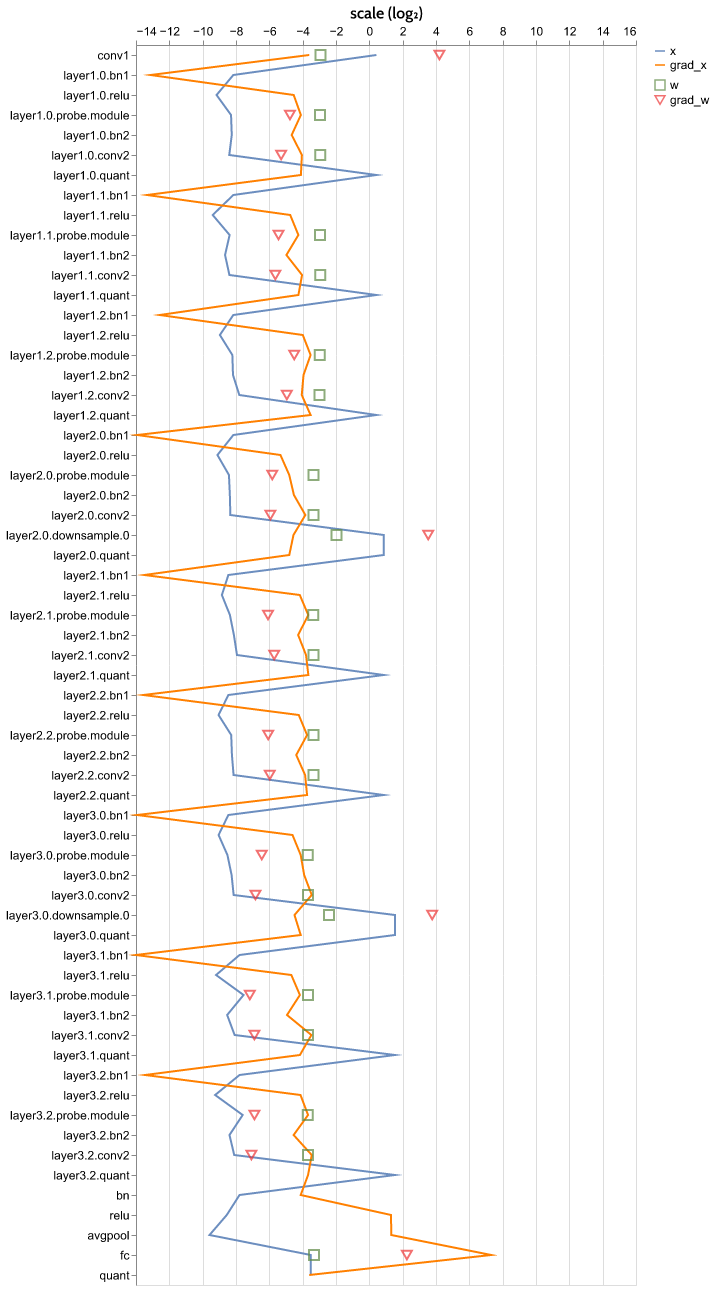 scale (log₂)
−14 −12 −10 −8 −6 −4 −2 0 2 4 6 8 10 12 14 16
x
grad_x
w
grad_w
conv1
layer1.0.bn1
layer1.0.relu
layer1.0.probe.module
layer1.0.bn2
layer1.0.conv2
layer1.0.quant
layer1.1.bn1
layer1.1.relu
layer1.1.probe.module
layer1.1.bn2
layer1.1.conv2
layer1.1.quant
layer1.2.bn1
layer1.2.relu
layer1.2.probe.module
layer1.2.bn2
layer1.2.conv2
layer1.2.quant
layer2.0.bn1
layer2.0.relu
layer2.0.probe.module
layer2.0.bn2
layer2.0.conv2
layer2.0.downsample.0
layer2.0.quant
layer2.1.bn1
layer2.1.relu
layer2.1.probe.module
layer2.1.bn2
layer2.1.conv2
layer2.1.quant
layer2.2.bn1
layer2.2.relu
layer2.2.probe.module
layer2.2.bn2
layer2.2.conv2
layer2.2.quant
layer3.0.bn1
layer3.0.relu
layer3.0.probe.module
layer3.0.bn2
layer3.0.conv2
layer3.0.downsample.0
layer3.0.quant
layer3.1.bn1
layer3.1.relu
layer3.1.probe.module
layer3.1.bn2
layer3.1.conv2
layer3.1.quant
layer3.2.bn1
layer3.2.relu
layer3.2.probe.module
layer3.2.bn2
layer3.2.conv2
layer3.2.quant
bn
relu
avgpool
fc
quant